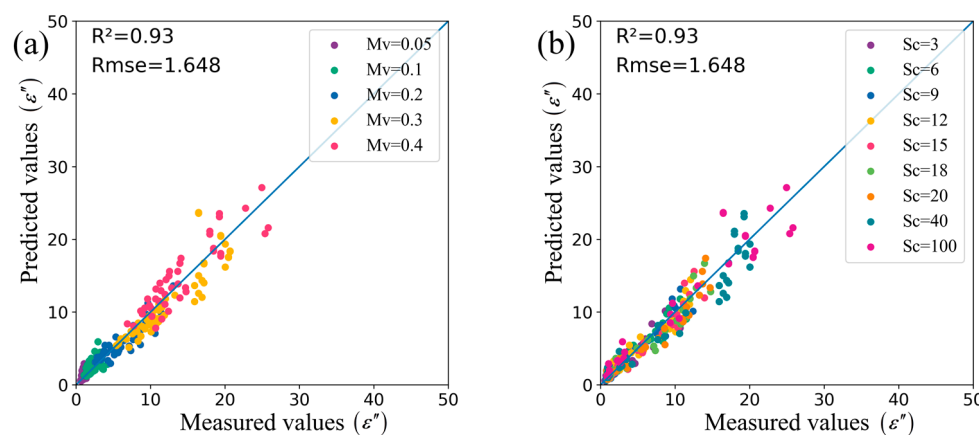 (a)
R²=0.93
Rmse=1.648
Mv=0.05
Mv=0.1
Mv=0.2
Mv=0.3
Mv=0.4
Predicted values (ε″)
50
40
30
20
10
0
0 10 20 30 40 50
Measured values (ε″)
(b)
R²=0.93
Rmse=1.648
Sc=3
Sc=6
Sc=9
Sc=12
Sc=15
Sc=18
Sc=20
Sc=40
Sc=100
Predicted values (ε″)
50
40
30
20
10
0
0 10 20 30 40 50
Measured values (ε″)